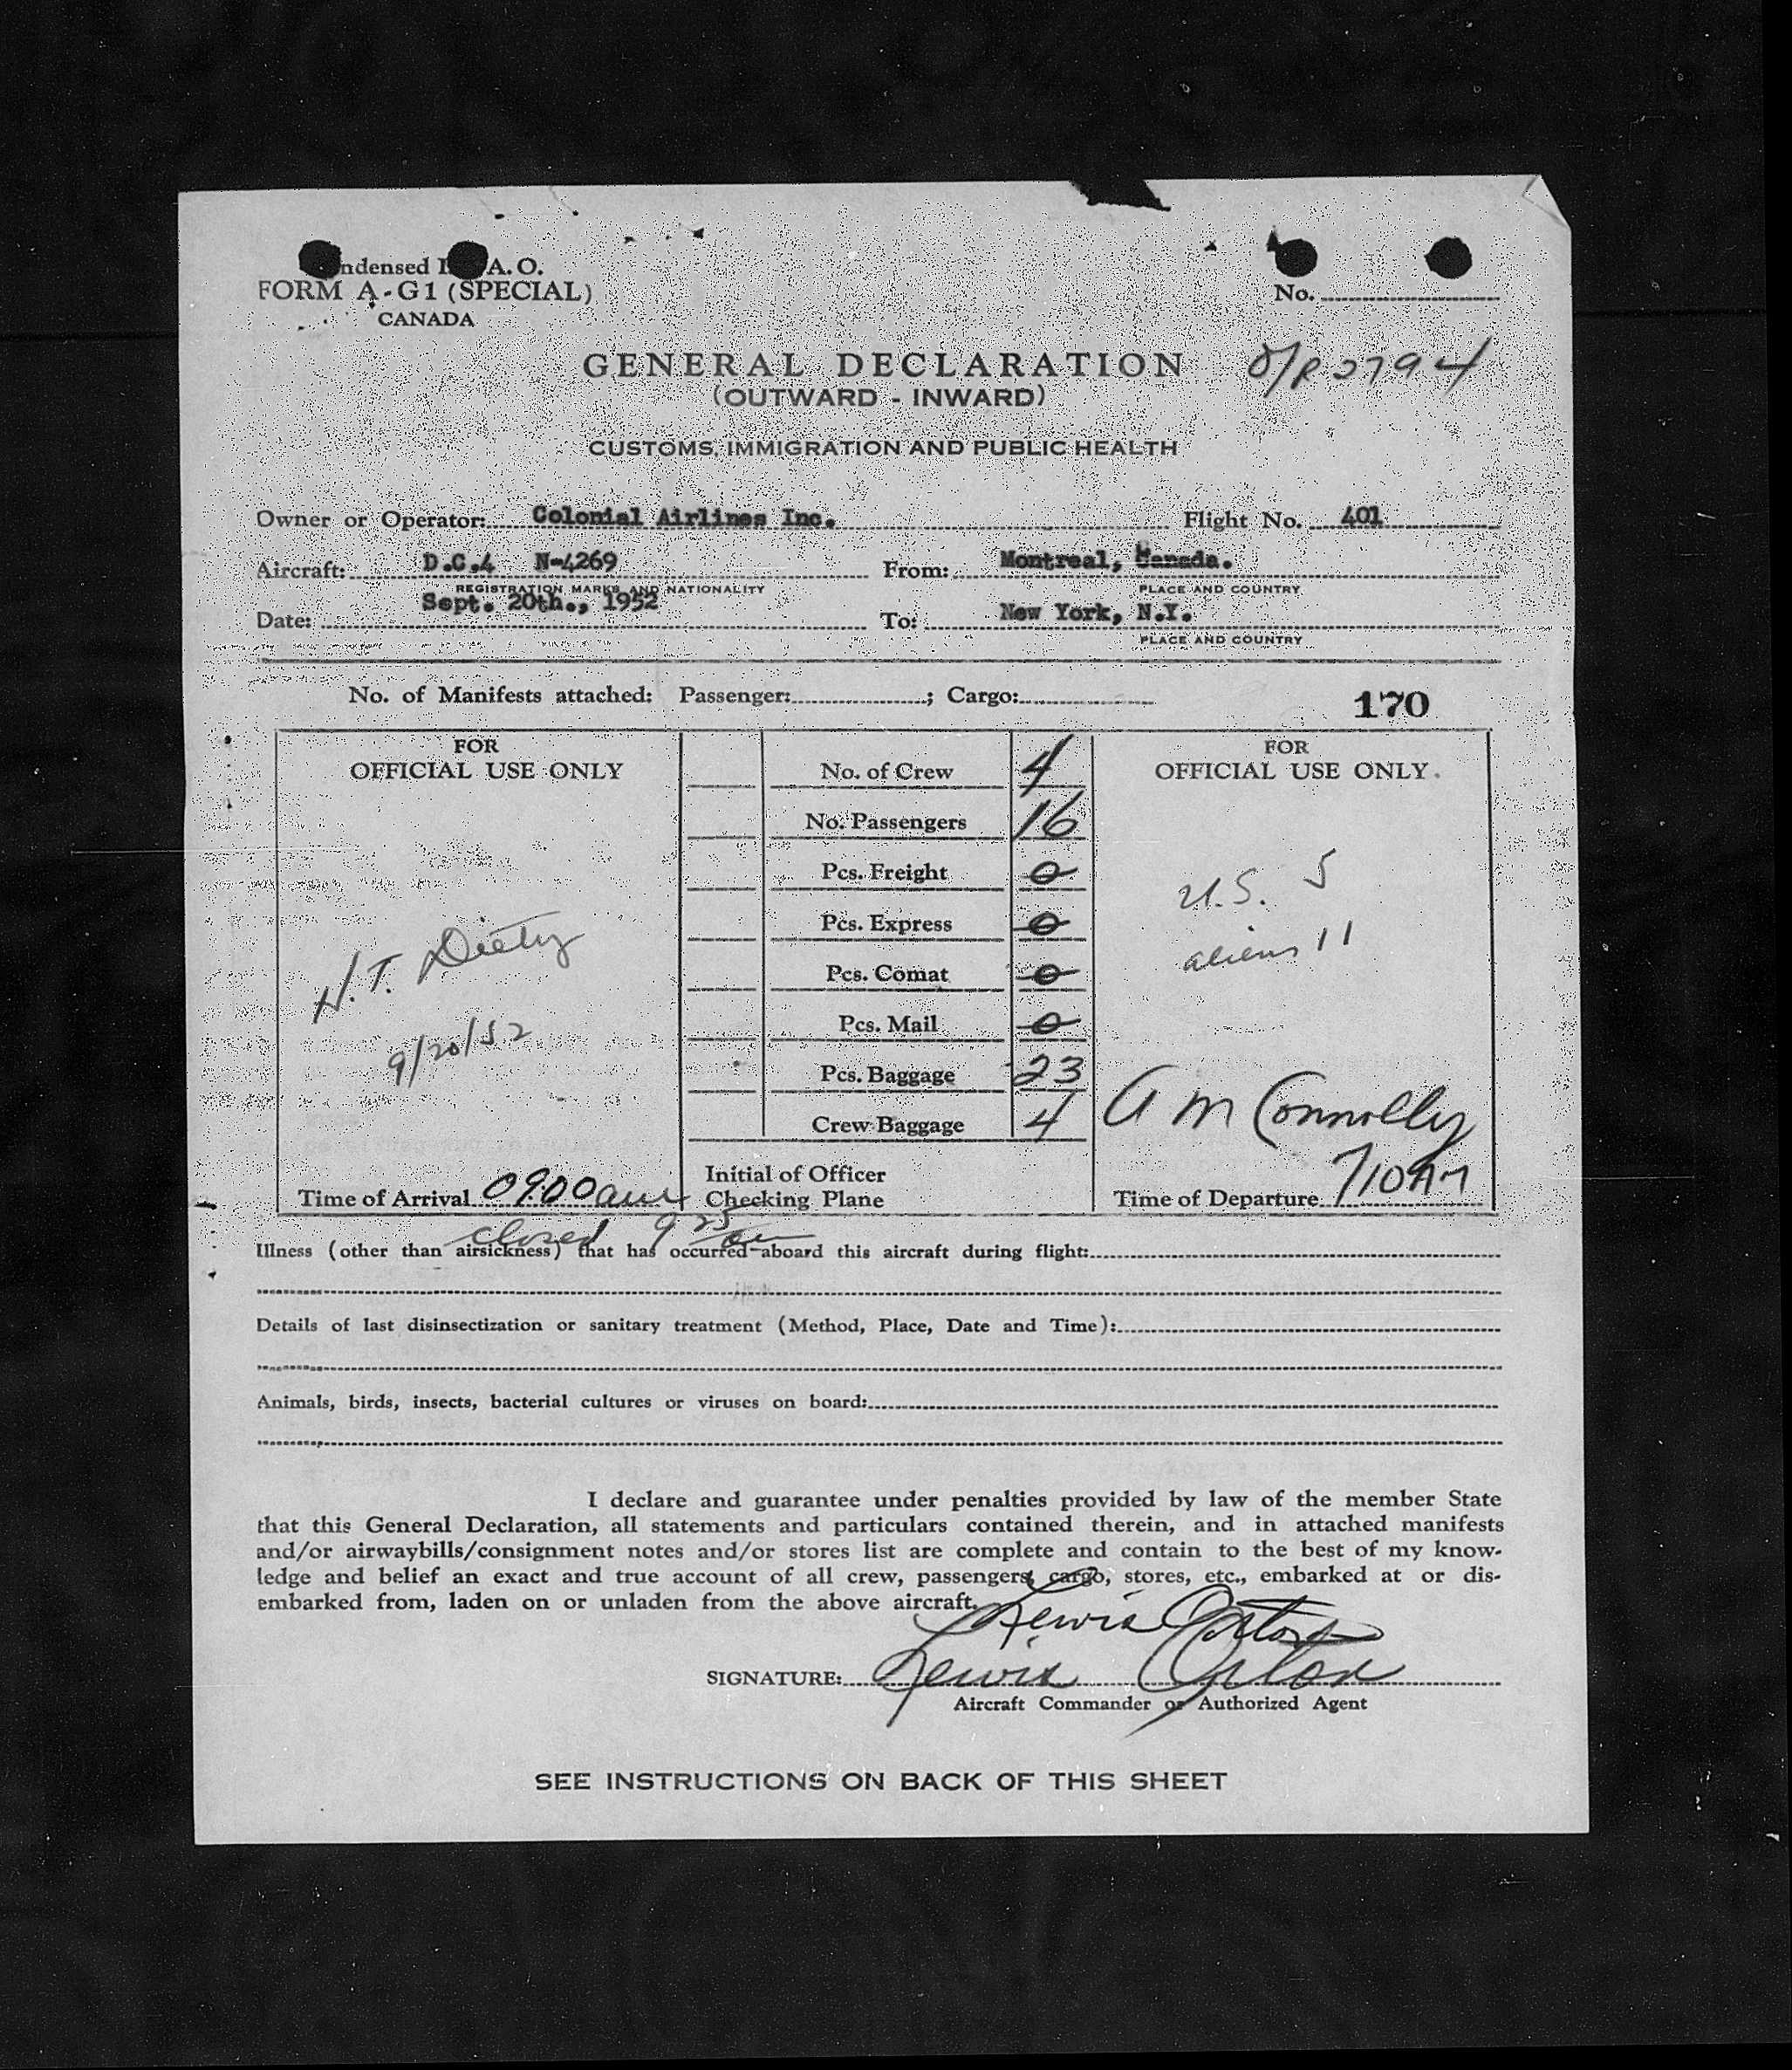 ndensed I A. O.
FORM A-G1 (SPECIAL)
CANADA
No.
GENERAL DECLARATION
(OUTWARD - INWARD)
CUSTOMS, IMMIGRATION AND PUBLIC HEALTH
Owner or Operator: Colonial Airlines Inc. Flight No. 401
Aircraft: D.C.4 N-4269 From: Montreal, Canada.
REGISTRATION MARKS AND NATIONALITY PLACE AND COUNTRY
Date: Sept. 20th., 1952 To: New York, N.Y.
PLACE AND COUNTRY
No. of Manifests attached: Passenger: ; Cargo: 170
FOR
OFFICIAL USE ONLY
H.T.
9/20/52
Time of Arrival 0900 am
closed 9 25 am
No. of Crew 4
No. Passengers 16
Pcs. Freight 0
Pcs. Express 0
Pcs. Comat 0
Pcs. Mail 0
Pcs. Baggage 23
Crew Baggage 4
Initial of Officer
Checking Plane
FOR
OFFICIAL USE ONLY.
U.S. 5
aliens 11
A M Connolly
Time of Departure 710AM
Illness (other than airsickness) that has occurred aboard this aircraft during flight:
Details of last disinsectization or sanitary treatment (Method, Place, Date and Time):
Animals, birds, insects, bacterial cultures or viruses on board:
I declare and guarantee under penalties provided by law of the member State
that this General Declaration, all statements and particulars contained therein, and in attached manifests
and/or airwaybills/consignment notes and/or stores list are complete and contain to the best of my know-
ledge and belief an exact and true account of all crew, passengers, cargo, stores, etc., embarked at or dis-
embarked from, laden on or unladen from the above aircraft.
Lewis
SIGNATURE: Lewis
Aircraft Commander or Authorized Agent
SEE INSTRUCTIONS ON BACK OF THIS SHEET